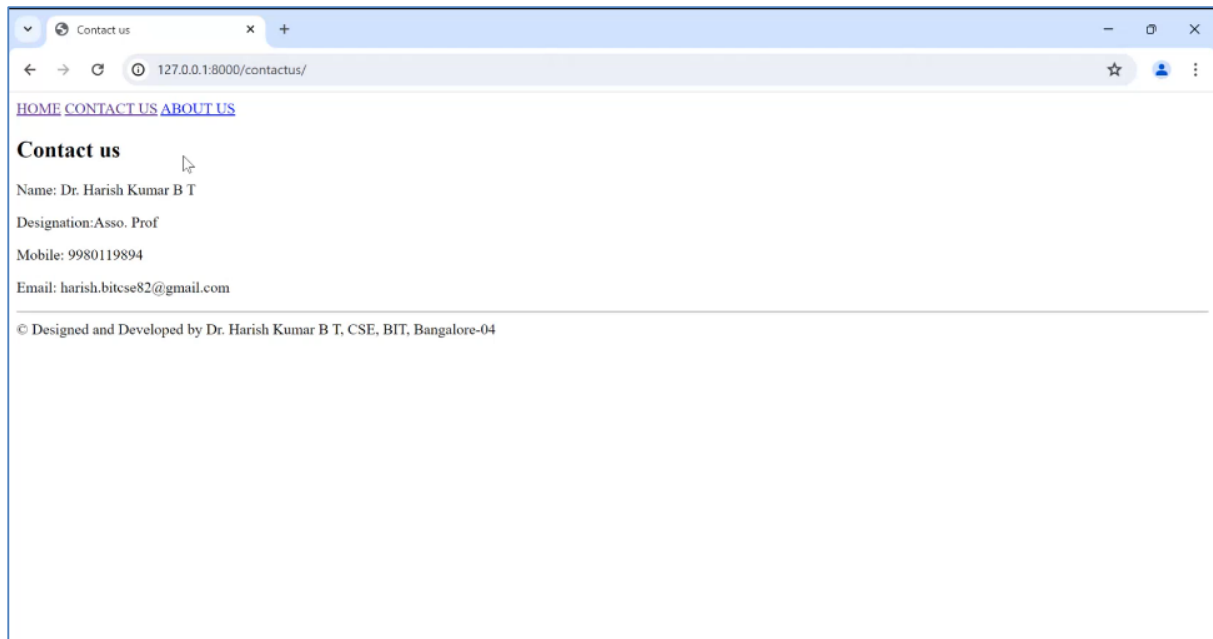 Contact us
127.0.0.1:8000/contactus/
HOME CONTACT US ABOUT US
Contact us
Name: Dr. Harish Kumar B T
Designation:Asso. Prof
Mobile: 9980119894
Email: harish.bitcse82@gmail.com
© Designed and Developed by Dr. Harish Kumar B T, CSE, BIT, Bangalore-04